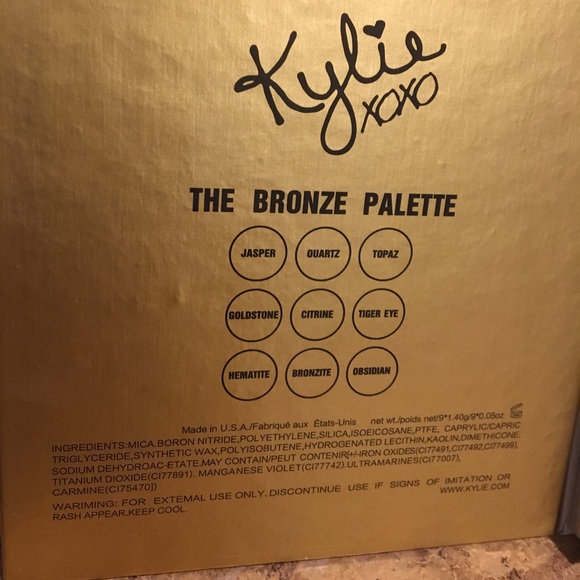 Kylie
XOXO
THE BRONZE PALETTE
JASPER QUARTZ TOPAZ
GOLDSTONE CITRINE TIGER EYE
HEMATITE BRONZITE OBSIDIAN
Made in U.S.A./Fabriqué aux États-Unis net wt./poids net/9*1.40g/9*0.05oz
INGREDIENTS:MICA.BORON NITRIDE,POLYETHYLENE,SILICA,ISOEICOSANE,PTFE, CAPRYLIC/CAPRIC
TRIGLYCERIDE,SYNTHETIC WAX,POLYISOBUTENE,HYDROGENATED LECITHIN,KAOLIN,DIMETHICONE.
SODIUM DEHYDROAC-ETATE.MAY CONTAIN/PEUT CONTENIR[+/-IRON OXIDES(CI77491,CI77492,CI77499),
TITANIUM DIOXIDE(CI77891). MANGANESE VIOLET(CI77742).ULTRAMARINES(CI77007),
CARMINE(CI75470)]
WARIMING: FOR EXTEMAL USE ONLY.DISCONTINUE USE IF SIGNS OF IMITATION OR
RASH APPEAR.KEEP COOL. WWW.KYLIE.COM